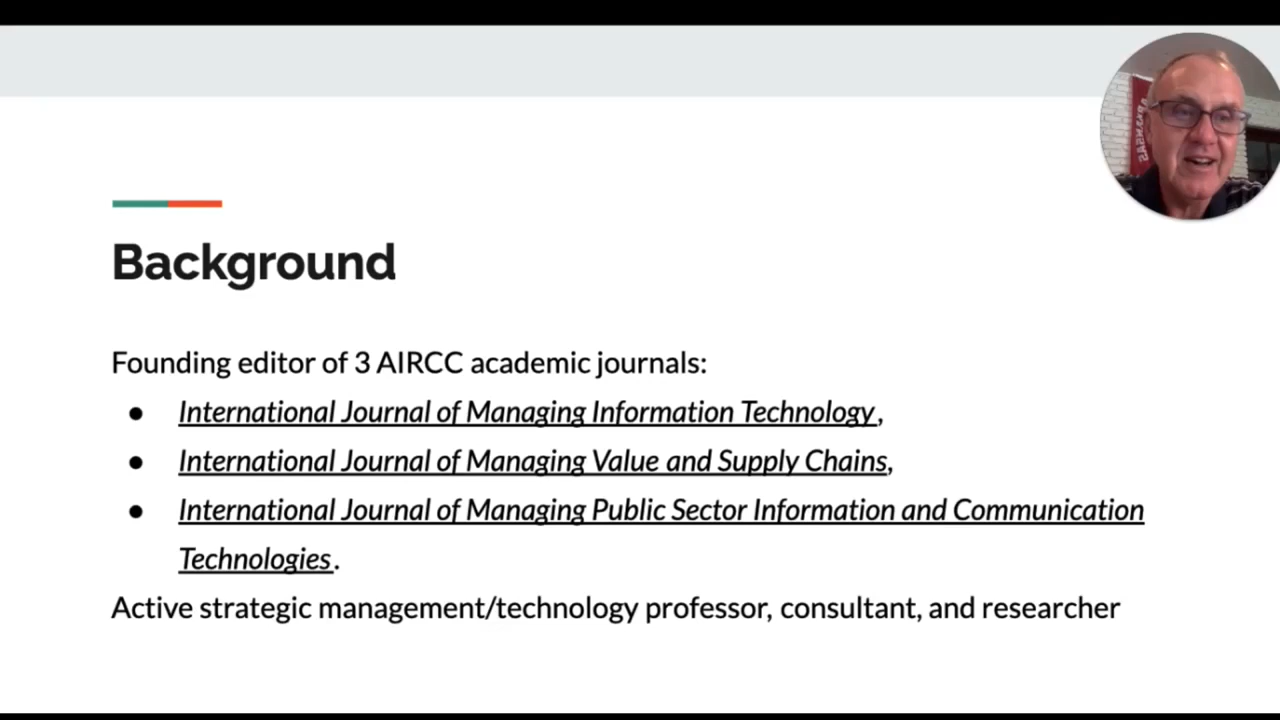 Background
Founding editor of 3 AIRCC academic journals:
● International Journal of Managing Information Technology,
● International Journal of Managing Value and Supply Chains,
● International Journal of Managing Public Sector Information and Communication
Technologies.
Active strategic management/technology professor, consultant, and researcher
ARKANSAS